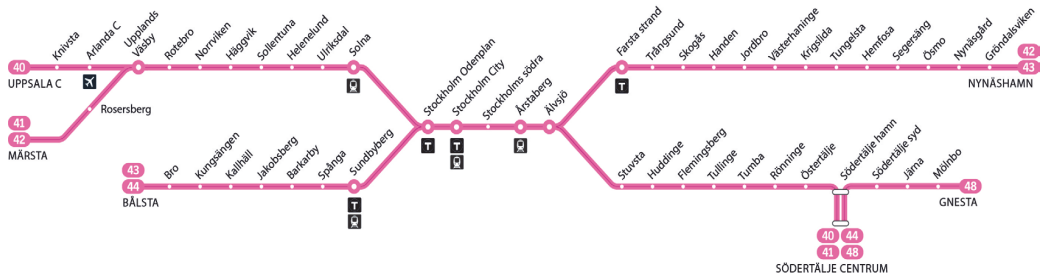 40
UPPSALA C
Knivsta
Arlanda C
Upplands
Väsby
Rotebro
Norrviken
Häggvik
Sollentuna
Helenelund
Ulriksdal
Solna
41
42
MÄRSTA
Rosersberg
43
44
BÅLSTA
Bro
Kungsängen
Kallhäll
Jakobsberg
Barkarby
Spånga
Sundbyberg
T
Stockholm Odenplan
T
Stockholm City
T
Stockholms södra
Årstaberg
Älvsjö
Farsta strand
T
Trångsund
Skogås
Handen
Jordbro
Västerhaninge
Krigslida
Tungelsta
Hemfosa
Segersäng
Ösmo
Nynäsgård
Gröndalsviken
42
43
NYNÄSHAMN
Stuvsta
Huddinge
Flemingsberg
Tullinge
Tumba
Rönninge
Östertälje
Södertälje hamn
Södertälje syd
Järna
Mölnbo
48
GNESTA
40 44
41 48
SÖDERTÄLJE CENTRUM